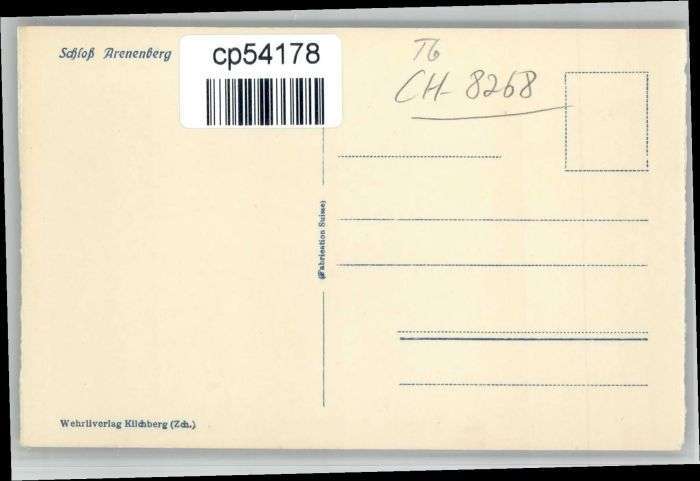 Schloß Arenenberg
cp54178
TG
CH-8268
(Fabrication Suisse)
Wehrliverlag Kilchberg (Zch.)